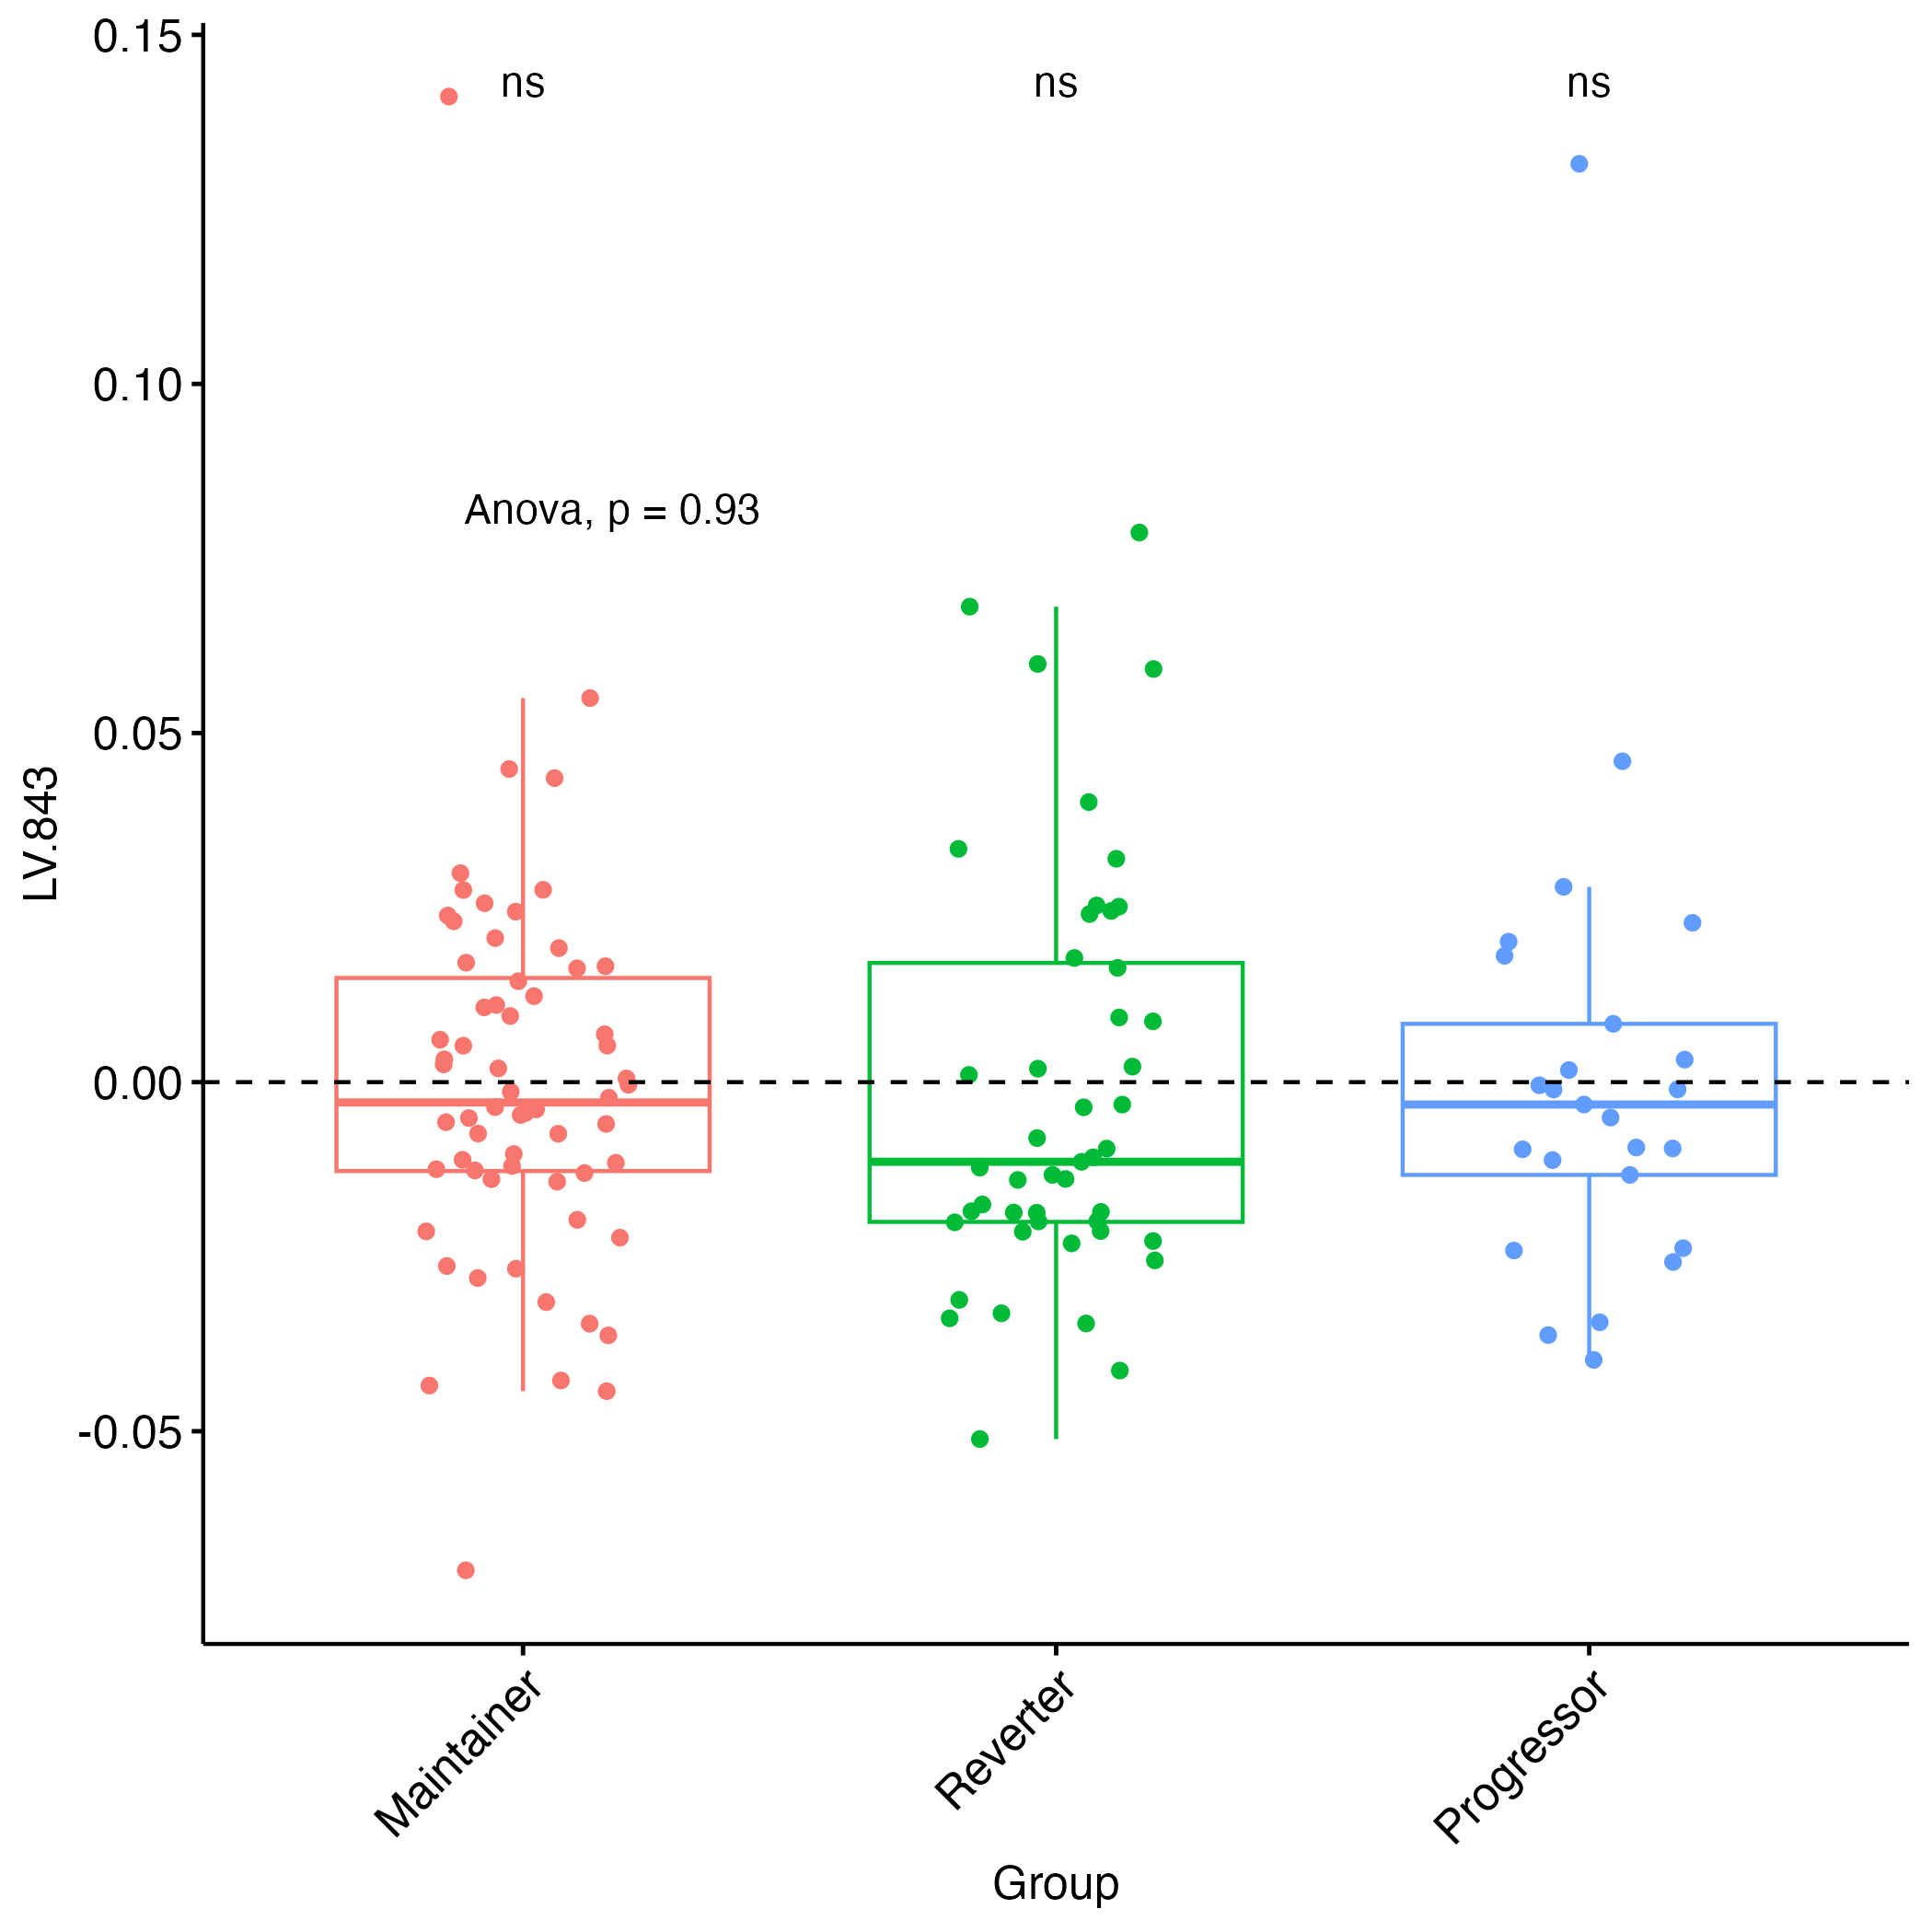 0.15
ns ns ns
0.10
Anova, p = 0.93
0.05
LV.843
0.00
-0.05
Maintainer
Reverter
Progressor
Group